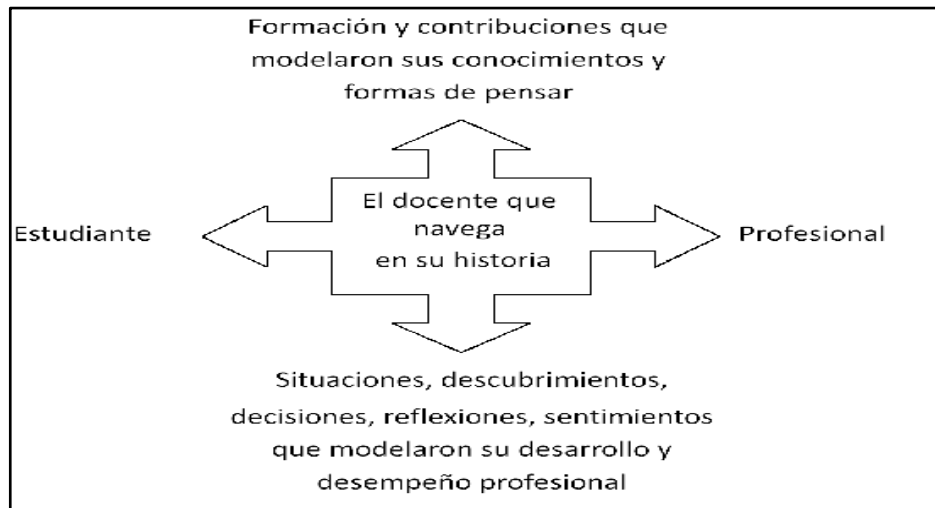 Formación y contribuciones que
modelaron sus conocimientos y
formas de pensar
Estudiante
El docente que
navega
en su historia
Profesional
Situaciones, descubrimientos,
decisiones, reflexiones, sentimientos
que modelaron su desarrollo y
desempeño profesional